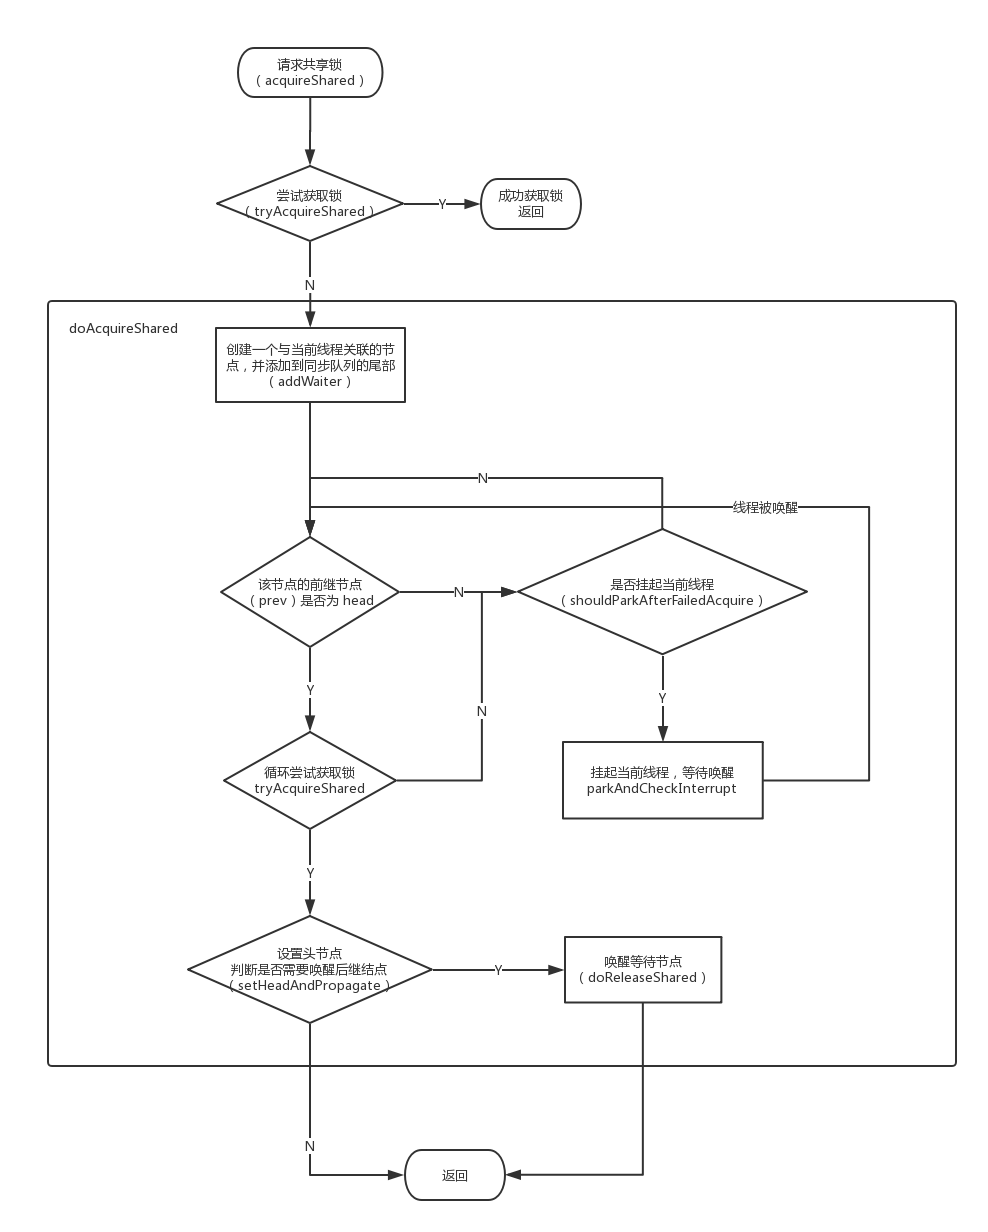 请求共享锁
（acquireShared）
尝试获取锁
（tryAcquireShared）
Y
成功获取锁
返回
N
doAcquireShared
创建一个与当前线程关联的节
点，并添加到同步队列的尾部
（addWaiter）
N
线程被唤醒
该节点的前继节点
（prev）是否为 head
N
是否挂起当前线程
（shouldParkAfterFailedAcquire）
Y
Y
N
循环尝试获取锁
tryAcquireShared
挂起当前线程，等待唤醒
parkAndCheckInterrupt
Y
设置头节点
判断是否需要唤醒后继结点
（setHeadAndPropagate）
Y
唤醒等待节点
（doReleaseShared）
N
返回